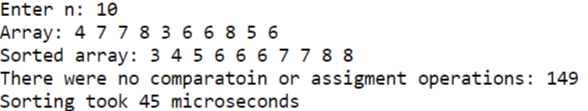 Enter n: 10
Array: 4 7 7 8 3 6 6 8 5 6
Sorted array: 3 4 5 6 6 6 7 7 8 8
There were no comparatoin or assigment operations: 149
Sorting took 45 microseconds